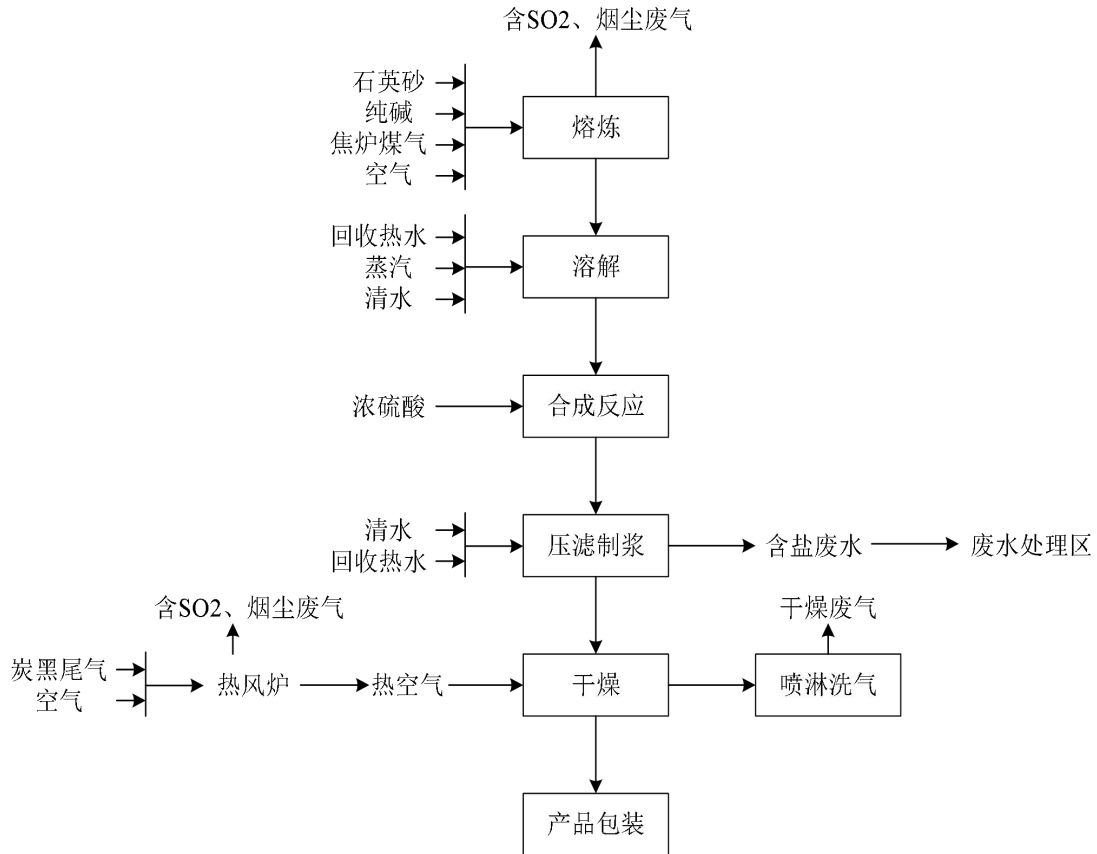 含SO2、烟尘废气
石英砂
纯碱
焦炉煤气
空气
熔炼
回收热水
蒸汽
清水
溶解
浓硫酸
合成反应
清水
回收热水
压滤制浆
含盐废水
废水处理区
含SO2、烟尘废气
干燥废气
炭黑尾气
空气
热风炉
热空气
干燥
喷淋洗气
产品包装